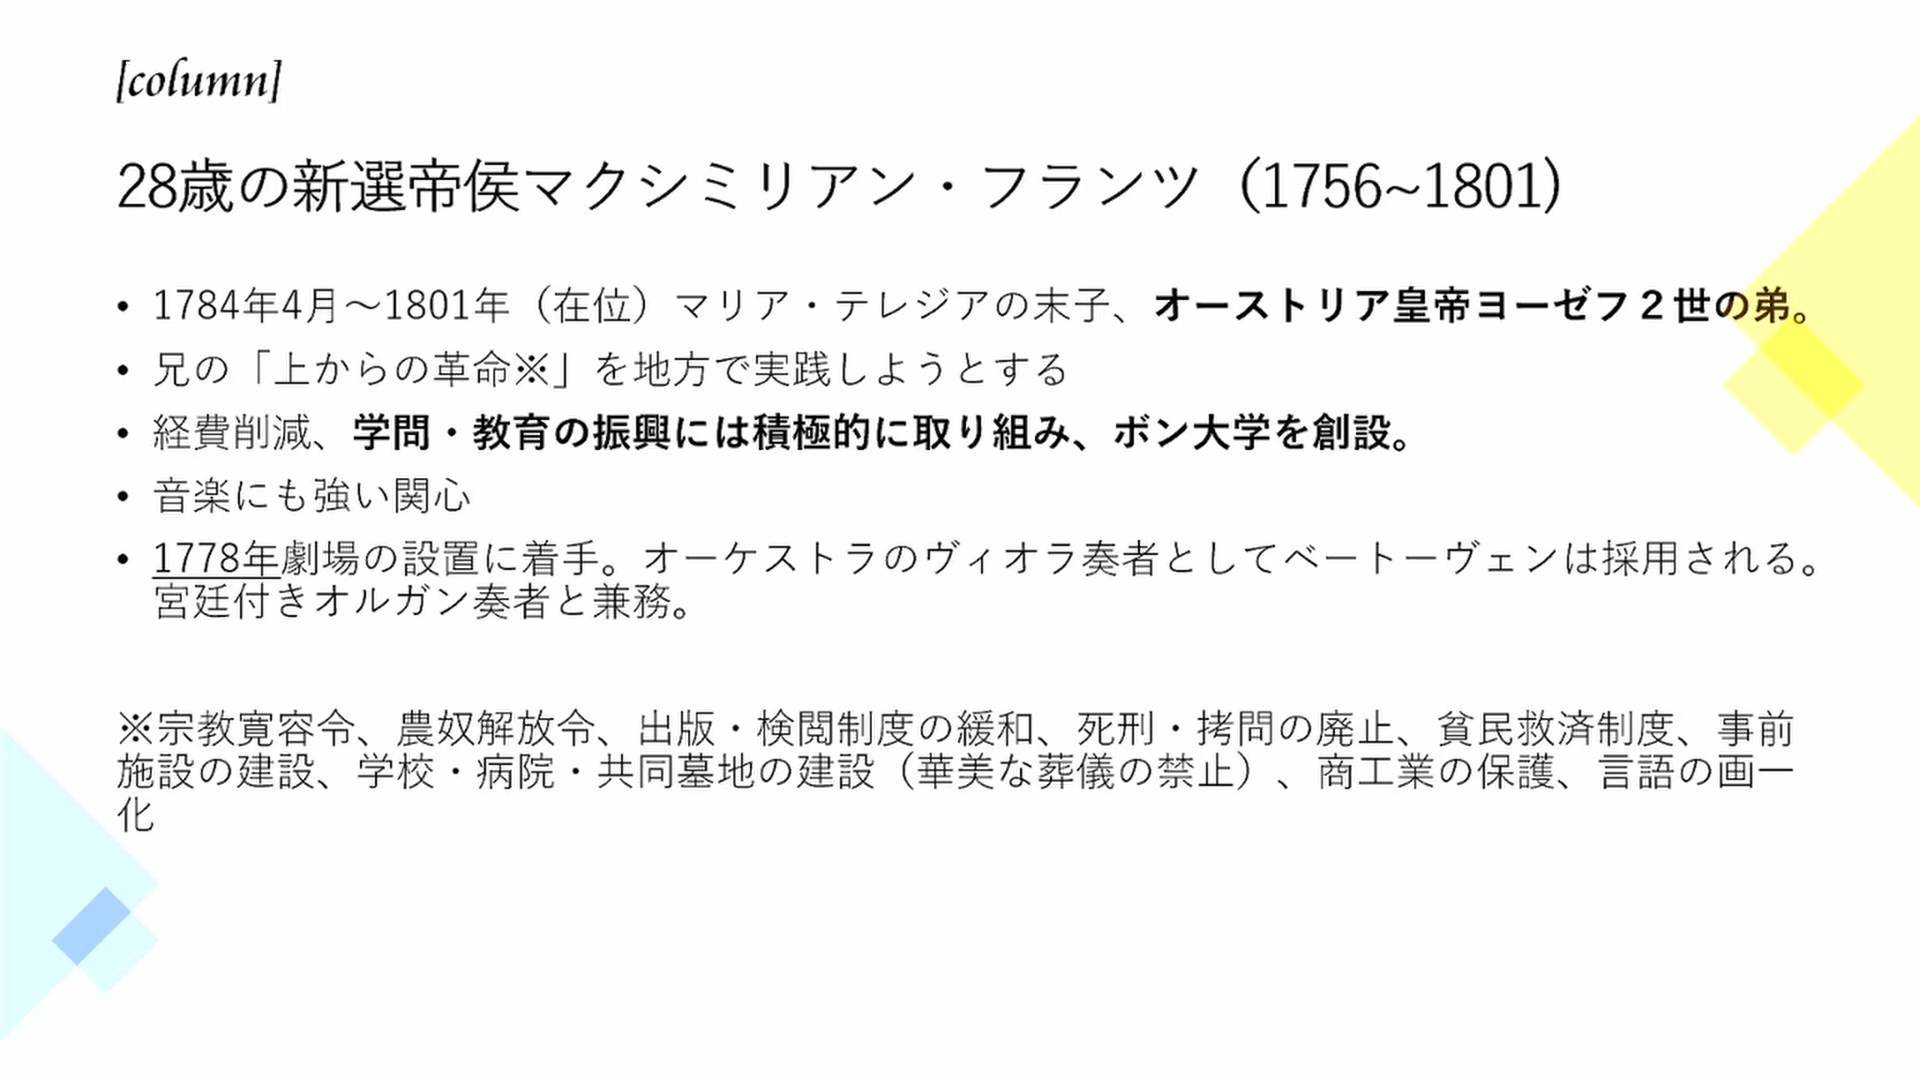 [column]
28歳の新選帝侯マクシミリアン・フランツ（1756~1801)
• 1784年4月〜1801年（在位）マリア・テレジアの末子、オーストリア皇帝ヨーゼフ２世の弟。
• 兄の「上からの革命※」を地方で実践しようとする
• 経費削減、学問・教育の振興には積極的に取り組み、ボン大学を創設。
• 音楽にも強い関心
• 1778年劇場の設置に着手。オーケストラのヴィオラ奏者としてベートーヴェンは採用される。
宮廷付きオルガン奏者と兼務。
※宗教寛容令、農奴解放令、出版・検閲制度の緩和、死刑・拷問の廃止、貧民救済制度、事前
施設の建設、学校・病院・共同墓地の建設（華美な葬儀の禁止）、商工業の保護、言語の画一
化